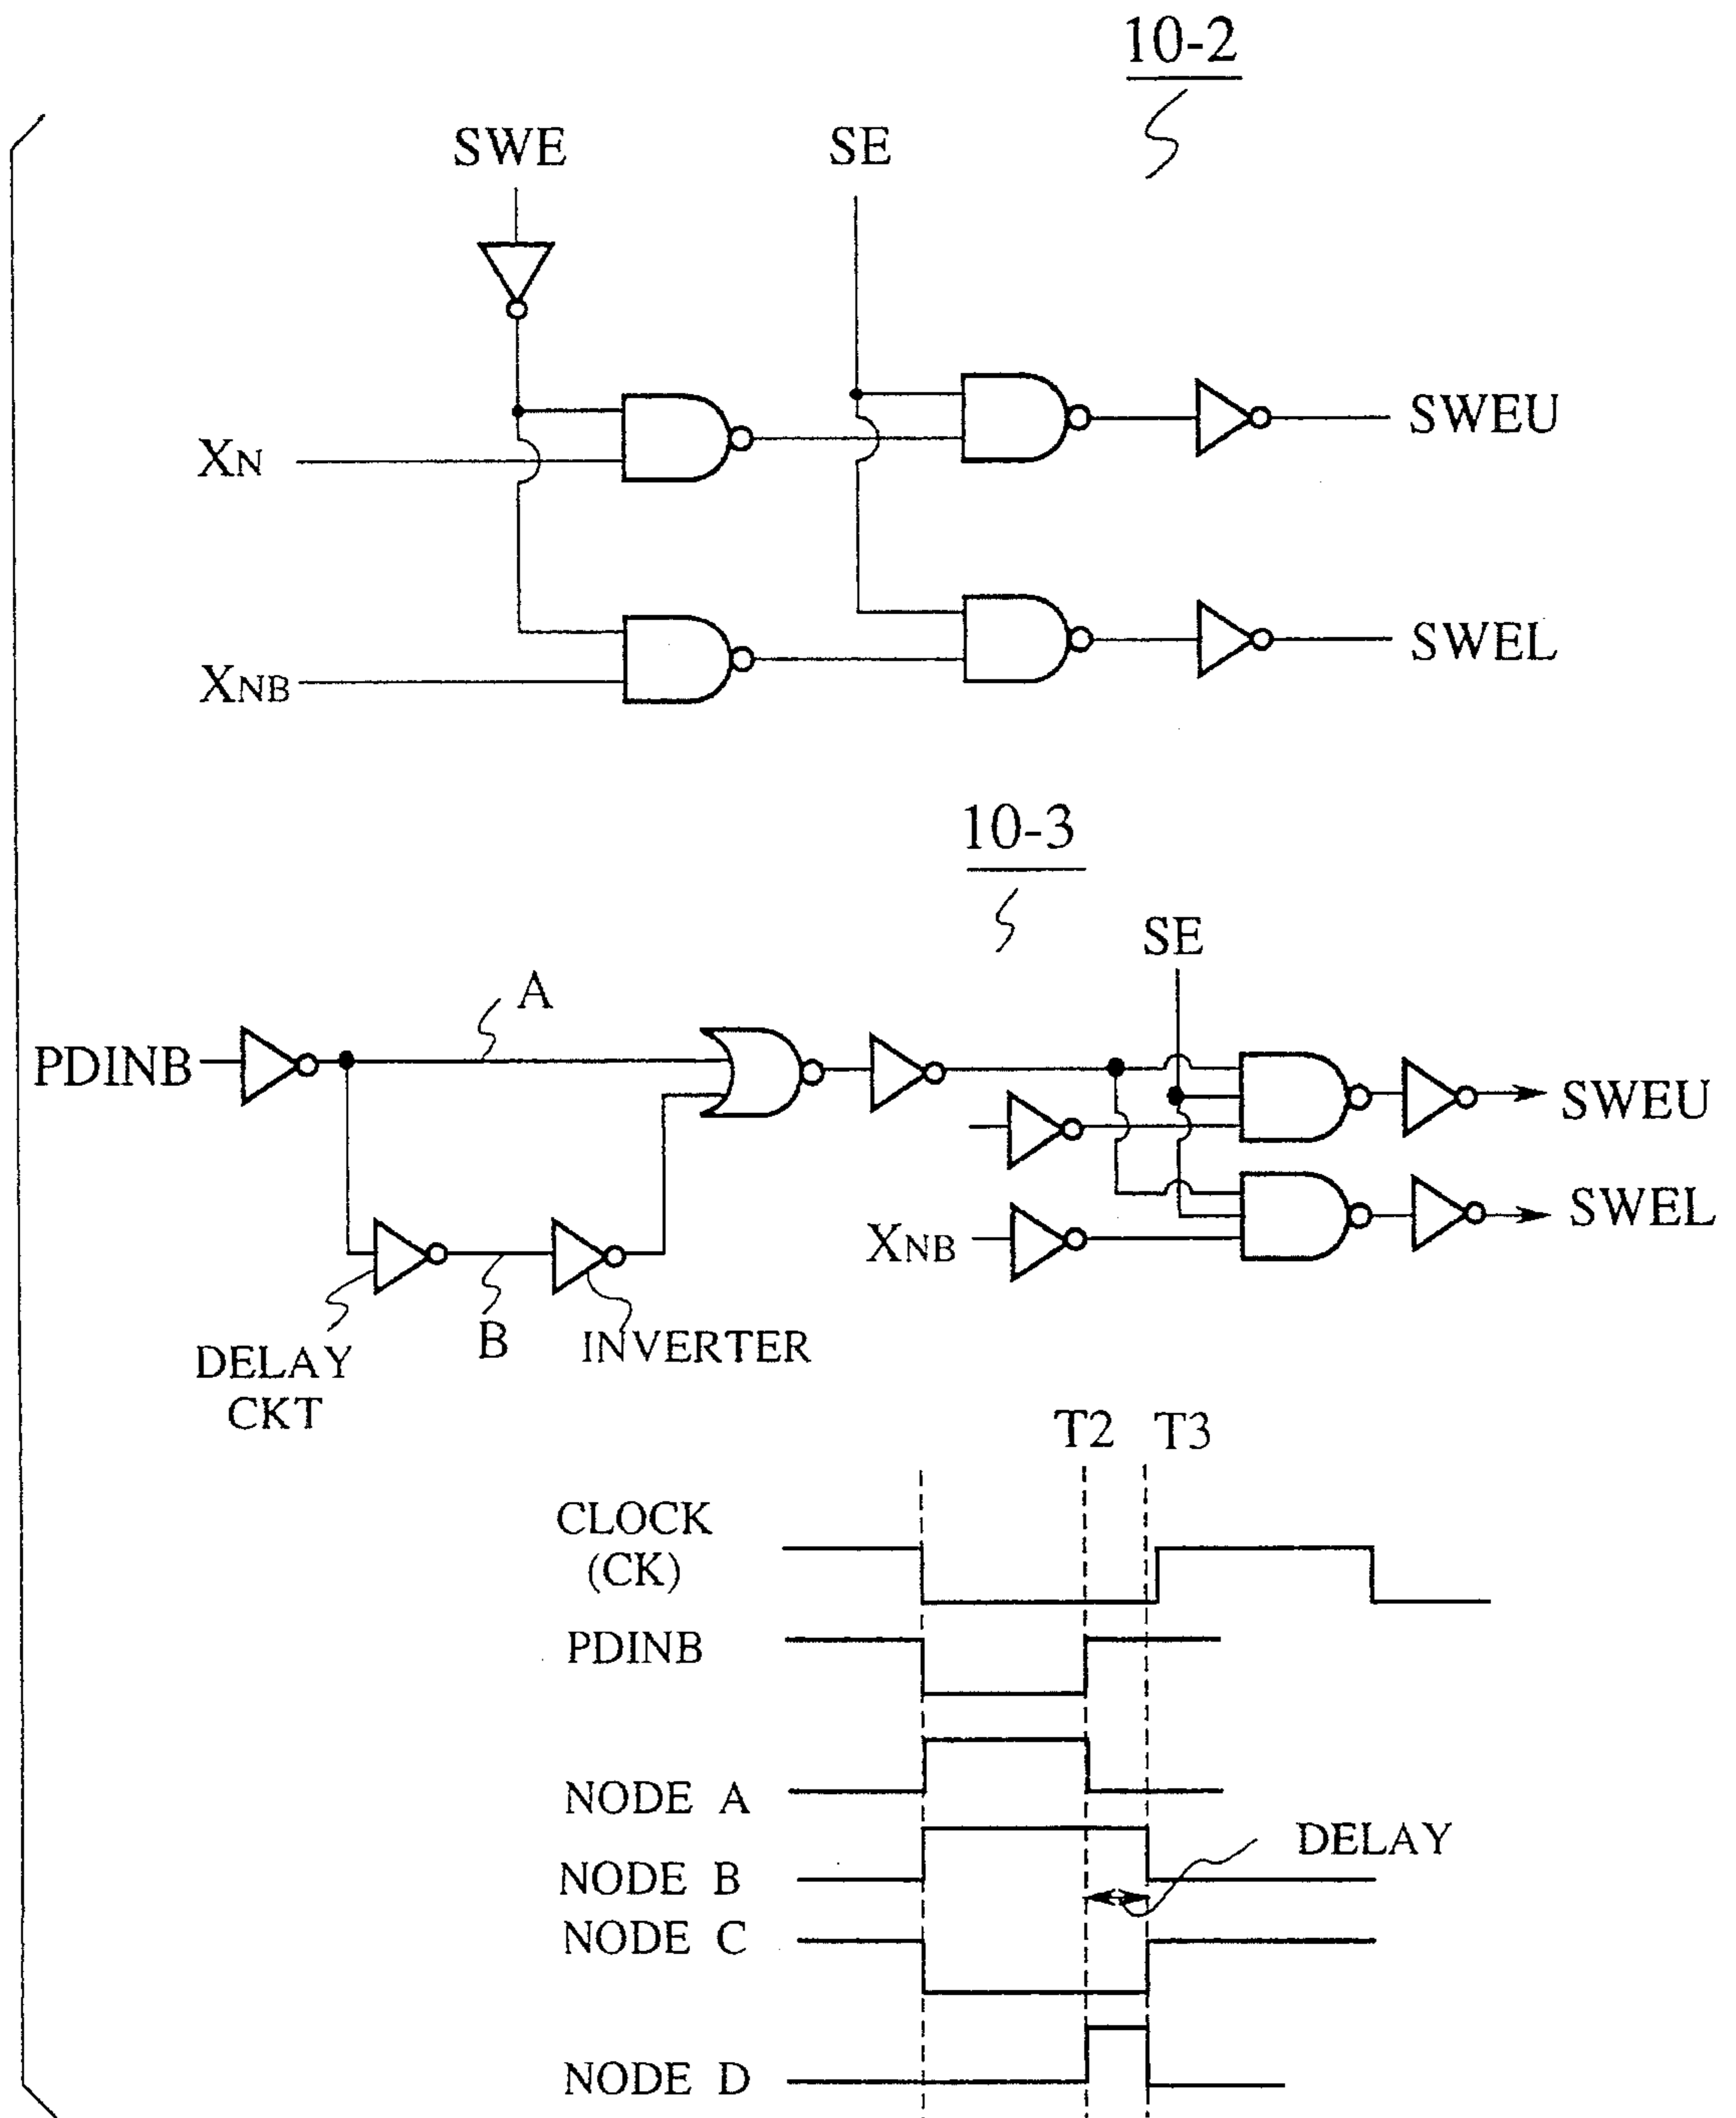 10-2
SWE
SE
XN
SWEU
XNB
SWEL
10-3
SE
A
PDINB
SWEU
XNB
SWEL
B
INVERTER
DELAY
CKT
T2
T3
CLOCK
(CK)
PDINB
NODE A
DELAY
NODE B
NODE C
NODE D